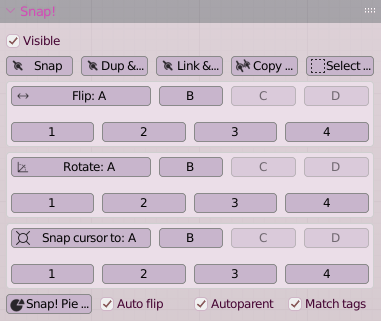 Snap!
Visible
Snap Dup &... Link &... Copy ... Select ...
Flip: A B C D
1 2 3 4
Rotate: A B C D
1 2 3 4
Snap cursor to: A B C D
1 2 3 4
Snap! Pie ... Auto flip Autoparent Match tags